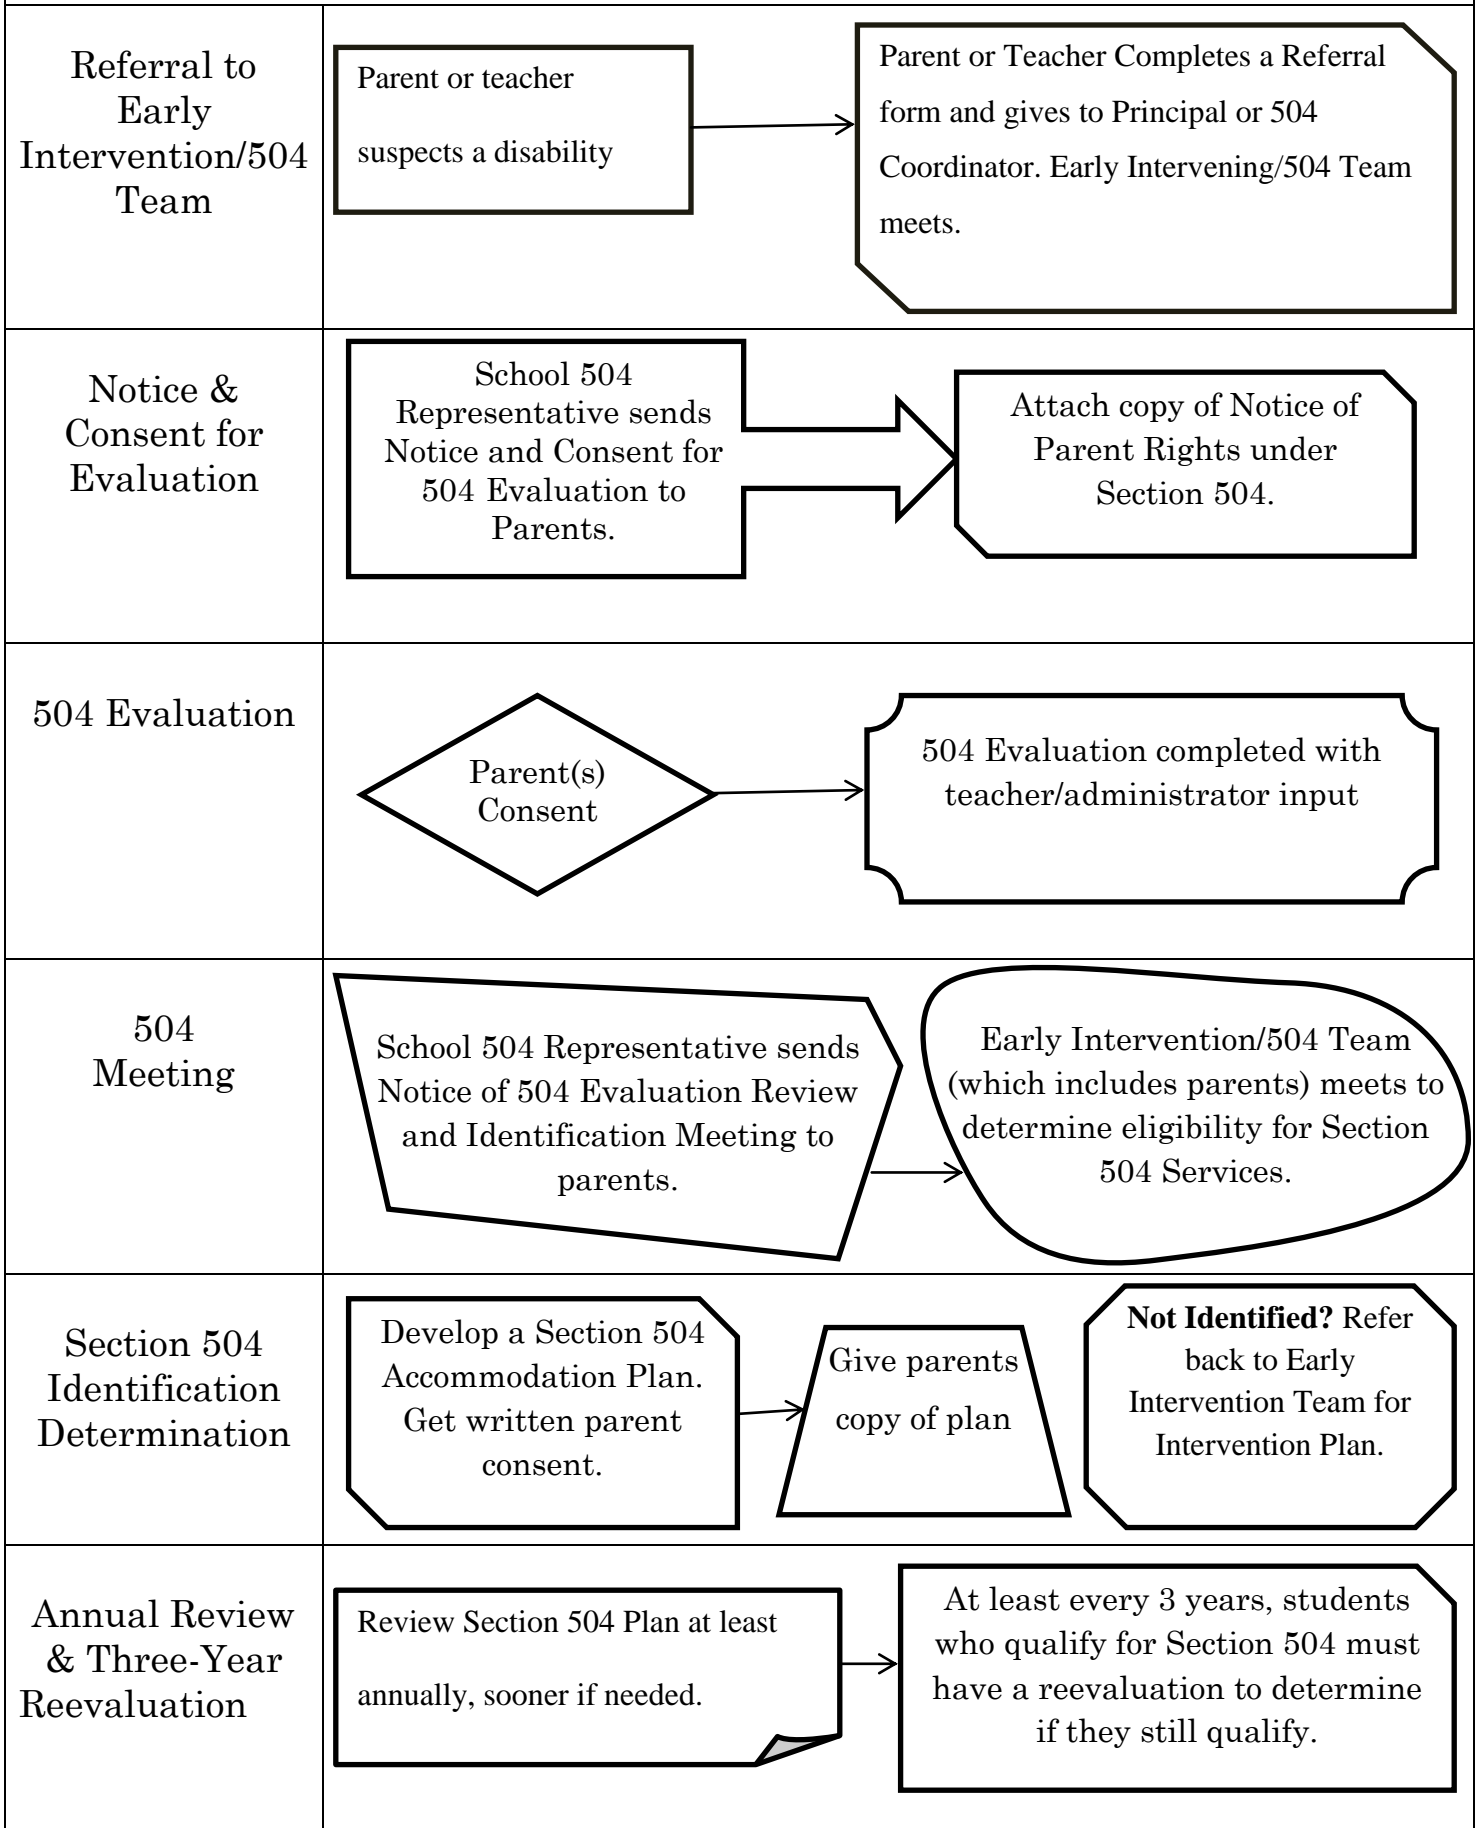 Referral to
Early
Intervention/504
Team
Parent or teacher
suspects a disability
Parent or Teacher Completes a Referral
form and gives to Principal or 504
Coordinator. Early Intervening/504 Team
meets.
Notice &
Consent for
Evaluation
School 504
Representative sends
Notice and Consent for
504 Evaluation to
Parents.
Attach copy of Notice of
Parent Rights under
Section 504.
504 Evaluation
Parent(s)
Consent
504 Evaluation completed with
teacher/administrator input
504
Meeting
School 504 Representative sends
Notice of 504 Evaluation Review
and Identification Meeting to
parents.
Early Intervention/504 Team
(which includes parents) meets to
determine eligibility for Section
504 Services.
Section 504
Identification
Determination
Develop a Section 504
Accommodation Plan.
Get written parent
consent.
Give parents
copy of plan
Not Identified? Refer
back to Early
Intervention Team for
Intervention Plan.
Annual Review
& Three-Year
Reevaluation
Review Section 504 Plan at least
annually, sooner if needed.
At least every 3 years, students
who qualify for Section 504 must
have a reevaluation to determine
if they still qualify.